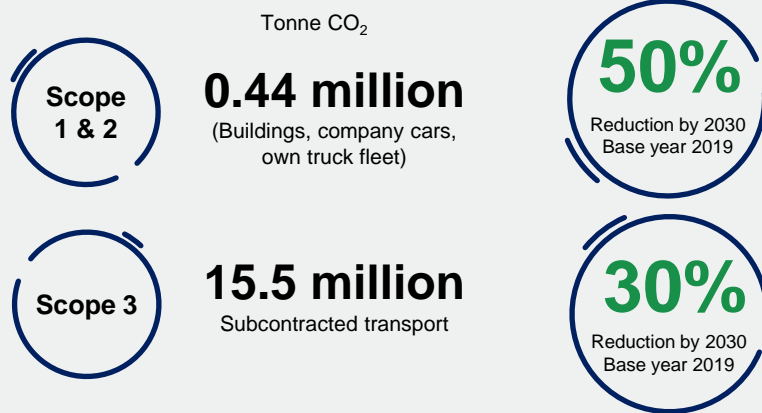 Tonne CO₂
Scope
1 & 2
0.44 million
(Buildings, company cars,
own truck fleet)
50%
Reduction by 2030
Base year 2019
Scope 3
15.5 million
Subcontracted transport
30%
Reduction by 2030
Base year 2019